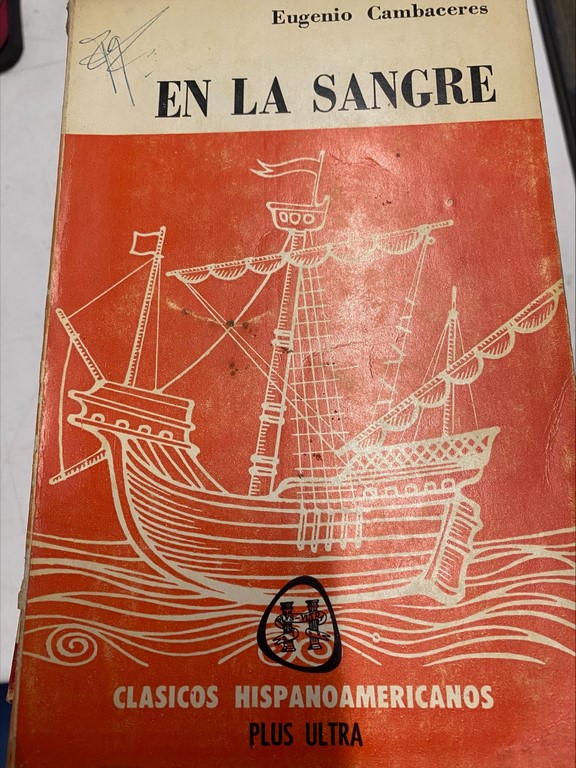 Eugenio Cambaceres
EN LA SANGRE
CLASICOS HISPANOAMERICANOS
PLUS ULTRA